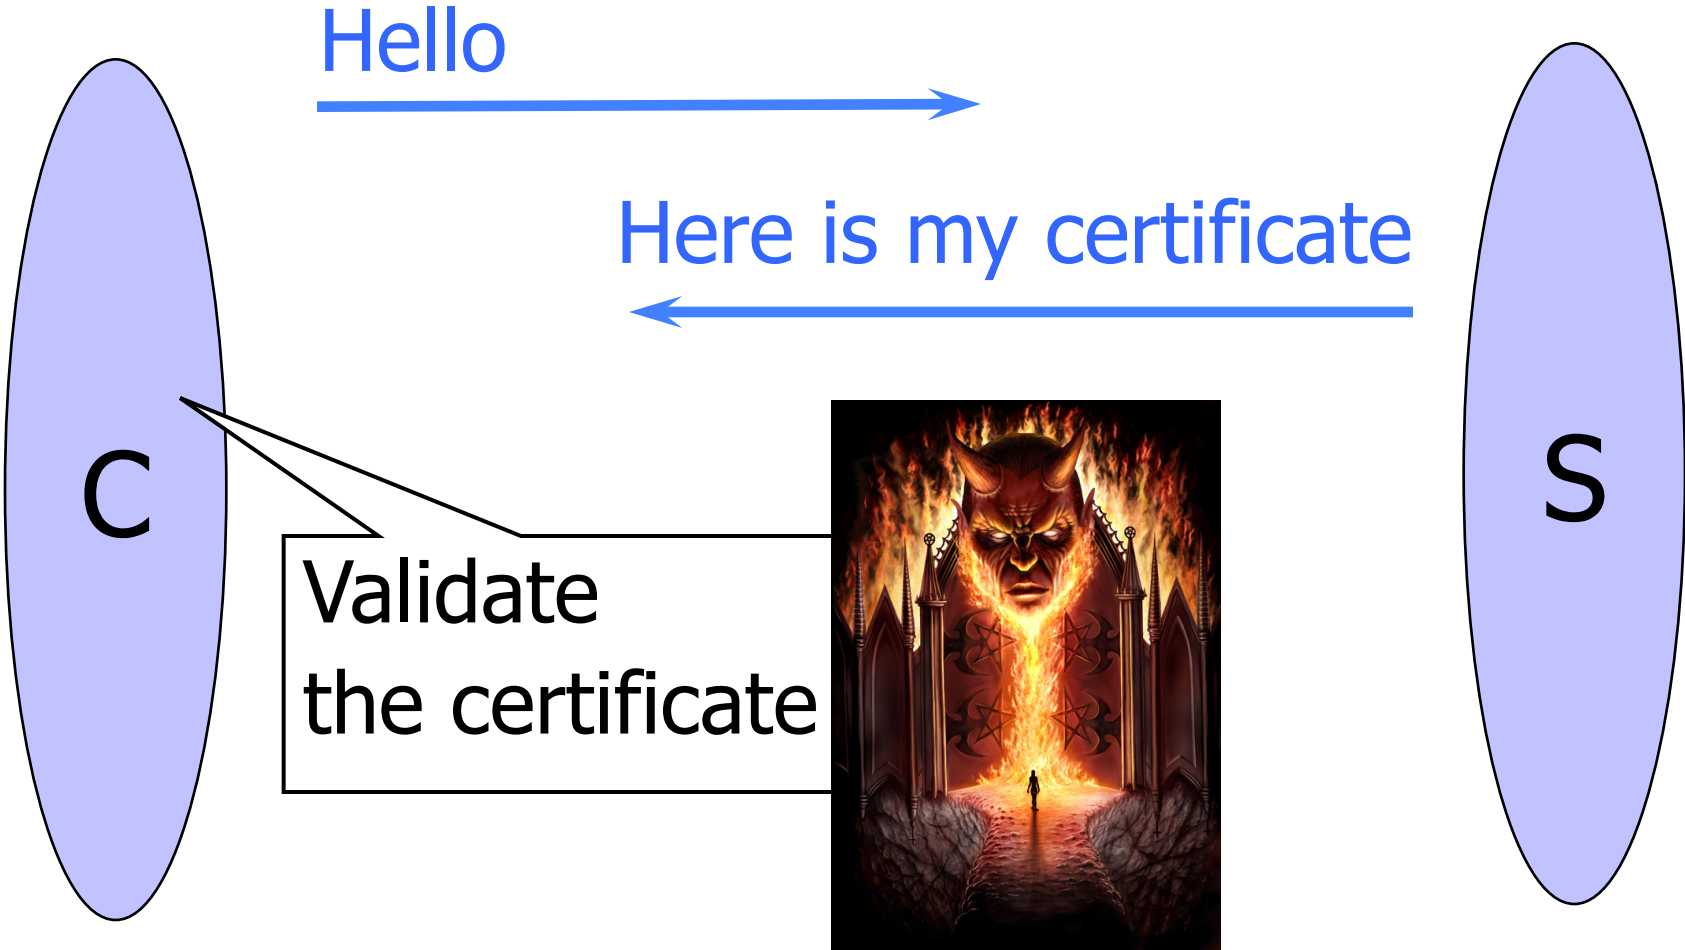 Hello
Here is my certificate
C
S
Validate
the certificate